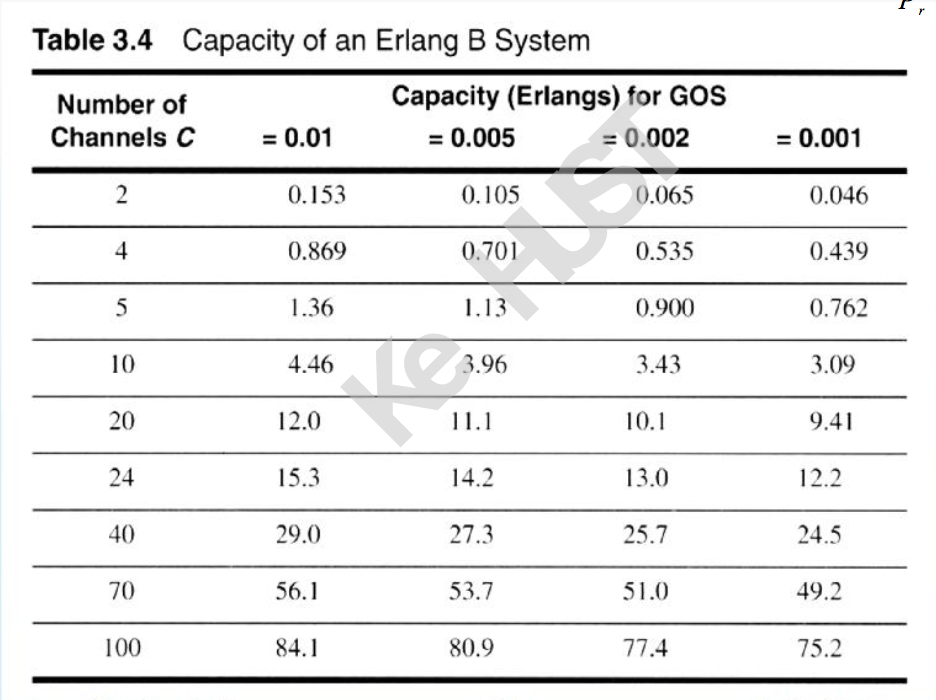 P r
Table 3.4 Capacity of an Erlang B System
Number of Channels C Capacity (Erlangs) for GOS
= 0.01 = 0.005 = 0.002 = 0.001
2 0.153 0.105 0.065 0.046
4 0.869 0.701 0.535 0.439
5 1.36 1.13 0.900 0.762
10 4.46 3.96 3.43 3.09
20 12.0 11.1 10.1 9.41
24 15.3 14.2 13.0 12.2
40 29.0 27.3 25.7 24.5
70 56.1 53.7 51.0 49.2
100 84.1 80.9 77.4 75.2
Ke HUST